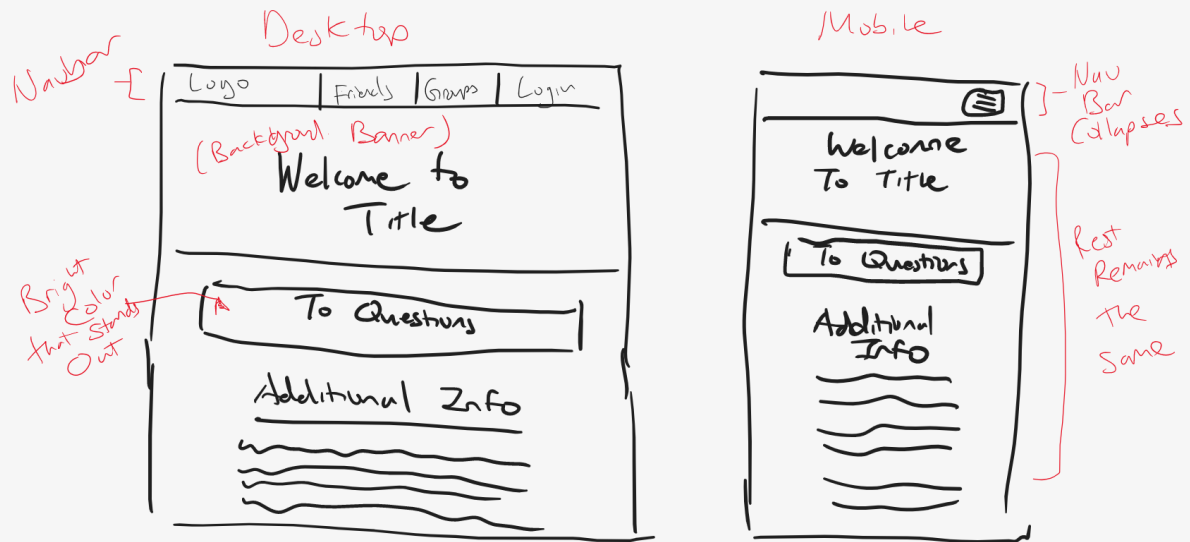 Desktop
Navbar
Logo
Friends
Groups
Login
(Backgrond Banner)
Welcome to
Title
Bright
Color
that Stands
Out
To Questions
Additional Info
Mobile
Nav
Bar
Collapses
Welcome
To Title
To Questions
Additional
Info
Rest
Remains
the
Same